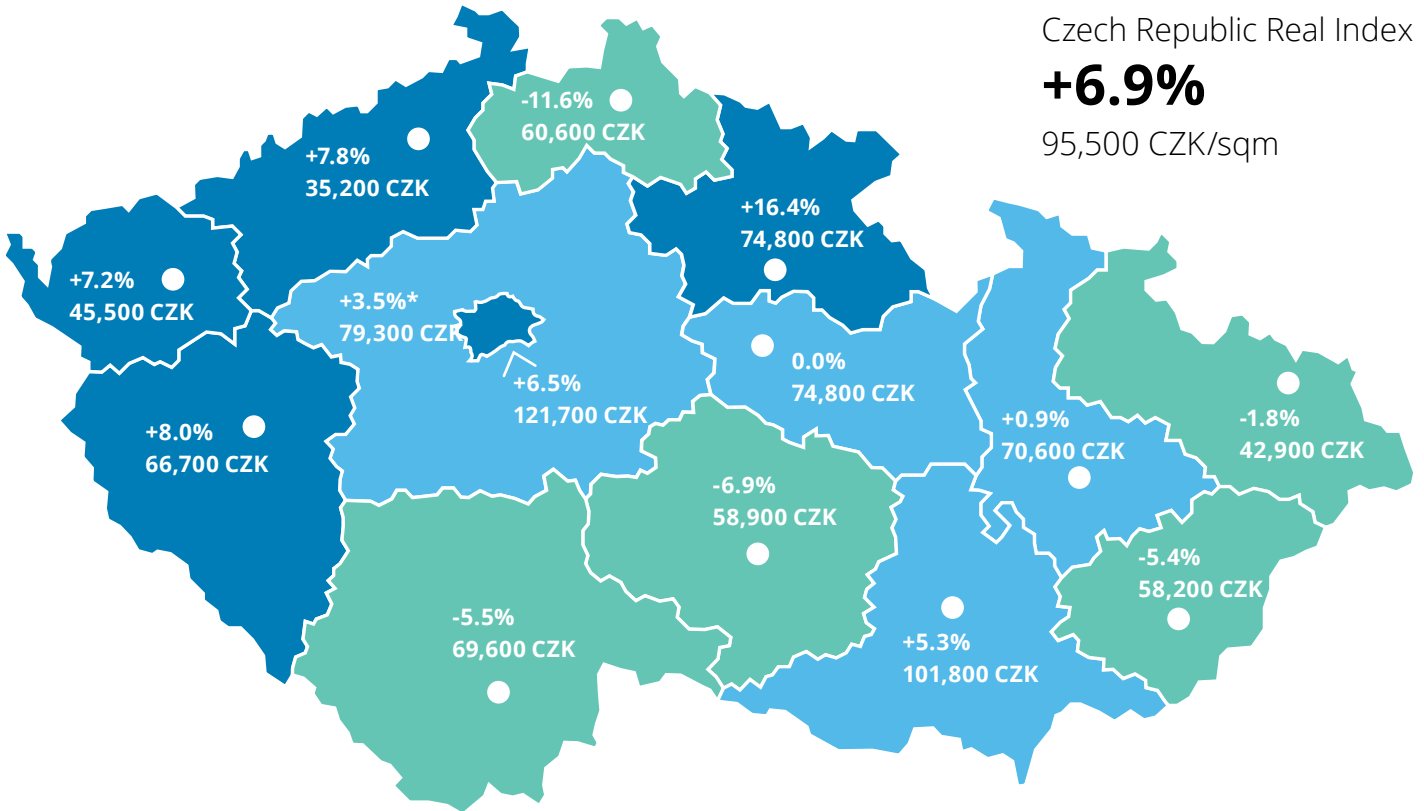 Czech Republic Real Index
+6.9%
95,500 CZK/sqm
-11.6%
60,600 CZK
+7.8%
35,200 CZK
+16.4%
74,800 CZK
+7.2%
45,500 CZK
+3.5%*
79,300 CZK
0.0%
74,800 CZK
+6.5%
121,700 CZK
+8.0%
66,700 CZK
+0.9%
70,600 CZK
-1.8%
42,900 CZK
-6.9%
58,900 CZK
-5.4%
58,200 CZK
-5.5%
69,600 CZK
+5.3%
101,800 CZK